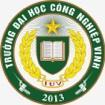 TRƯỜNG ĐẠI HỌC CÔNG NGHIỆP VINH
IUV
2013